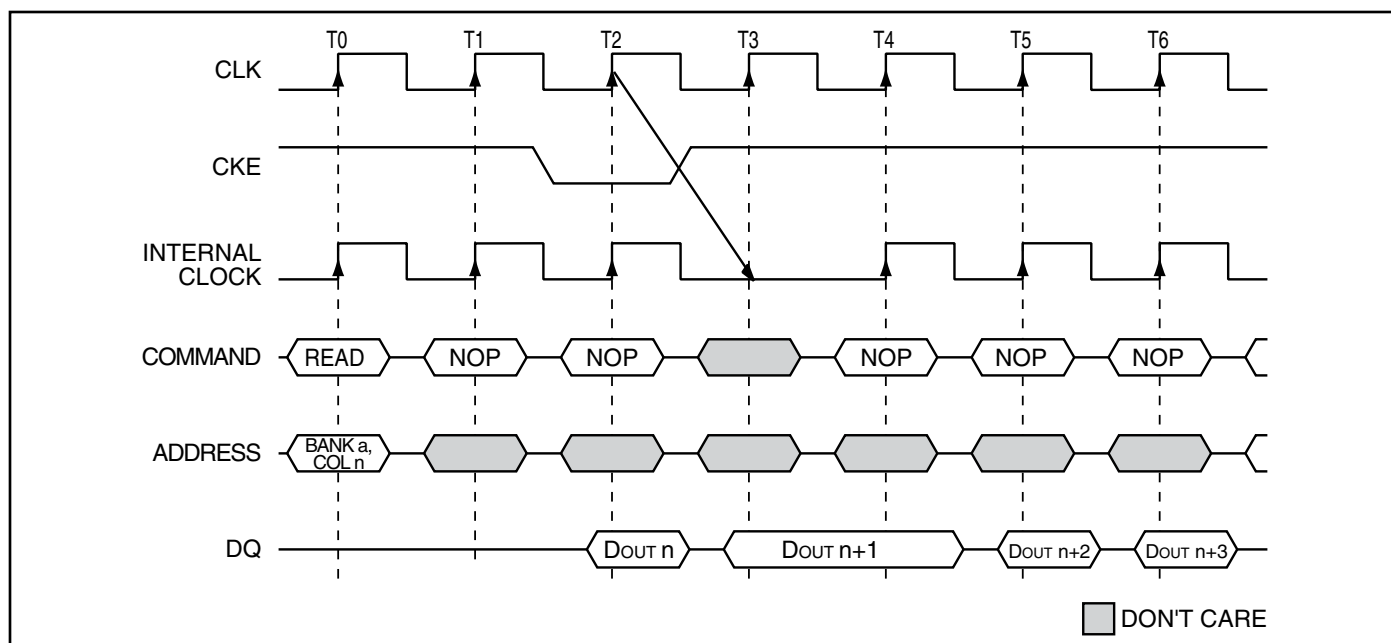 T0 T1 T2 T3 T4 T5 T6
CLK
CKE
INTERNAL
CLOCK
COMMAND READ NOP NOP NOP NOP NOP
ADDRESS BANK a,
COL n
DQ DOUT n DOUT n+1 DOUT n+2 DOUT n+3
DON'T CARE